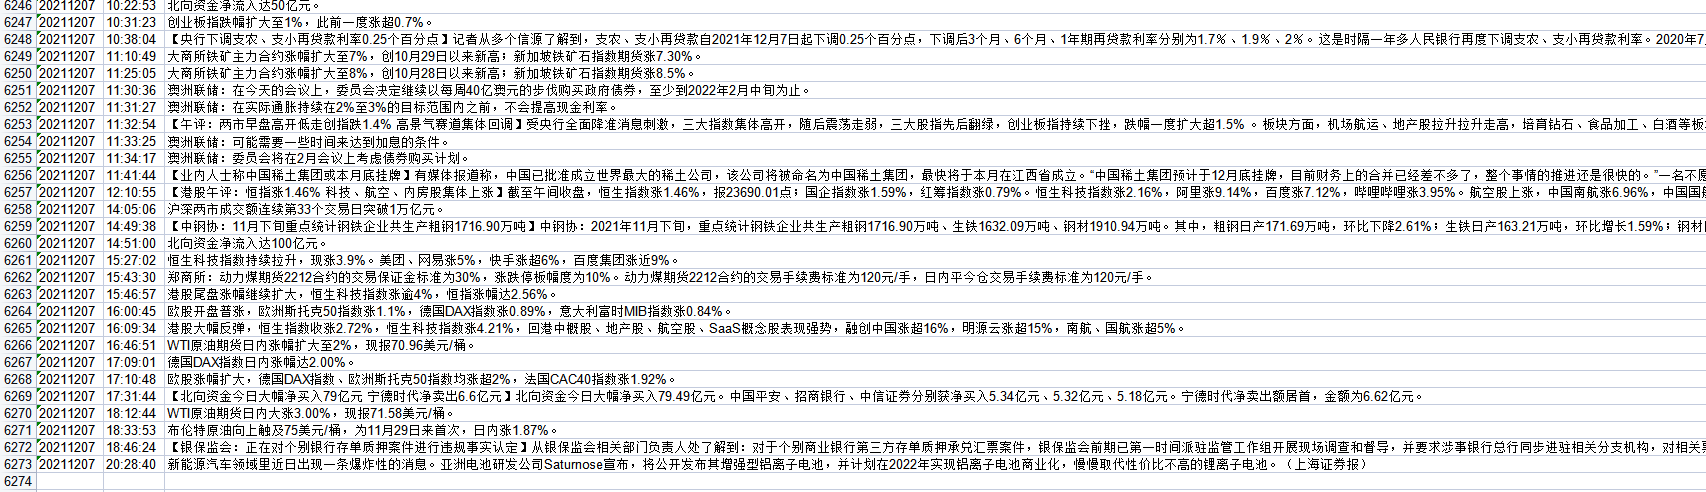 6246 20211207 10:22:53 北向资金净流入达50亿元。
6247 20211207 10:31:23 创业板指跌幅扩大至1%，此前一度涨超0.7%。
6248 20211207 10:38:04 【央行下调支农、支小再贷款利率0.25个百分点】记者从多个信源了解到，支农、支小再贷款自2021年12月7日起下调0.25个百分点，下调后3个月、6个月、1年期再贷款利率分别为1.7%、1.9%、2%。这是时隔一年多人民银行再度下调支农、支小再贷款利率。2020年7
6249 20211207 11:10:49 大商所铁矿主力合约涨幅扩大至7%，创10月29日以来新高；新加坡铁矿石指数期货涨7.30%。
6250 20211207 11:25:05 大商所铁矿主力合约涨幅扩大至8%，创10月28日以来新高；新加坡铁矿石指数期货涨8.5%。
6251 20211207 11:30:36 澳洲联储：在今天的会议上，委员会决定继续以每周40亿澳元的步伐购买政府债券，至少到2022年2月中旬为止。
6252 20211207 11:31:27 澳洲联储：在实际通胀持续在2%至3%的目标范围内之前，不会提高现金利率。
6253 20211207 11:32:54 【午评：两市早盘高开低走创指跌1.4% 高景气赛道集体回调】受央行全面降准消息刺激，三大指数集体高开，随后震荡走弱，三大股指先后翻绿，创业板指持续下挫，跌幅一度扩大超1.5% 。板块方面，机场航运、地产股拉升拉升走高，培育钻石、食品加工、白酒等板
6254 20211207 11:33:25 澳洲联储：可能需要一些时间来达到加息的条件。
6255 20211207 11:34:17 澳洲联储：委员会将在2月会议上考虑债券购买计划。
6256 20211207 11:41:44 【业内人士称中国稀土集团或本月底挂牌】有媒体报道称，中国已批准成立世界最大的稀土公司，该公司将被命名为中国稀土集团，最快将于本月在江西省成立。“中国稀土集团预计于12月底挂牌，目前财务上的合并已经差不多了，整个事情的推进还是很快的。”一名不愿
6257 20211207 12:10:55 【港股午评：恒指涨1.46% 科技、航空、内房股集体上涨】截至午间收盘，恒生指数涨1.46%，报23690.01点；国企指数涨1.59%，红筹指数涨0.79%。恒生科技指数涨2.16%，阿里涨9.14%，百度涨7.12%，哔哩哔哩涨3.95%。航空股上涨，中国南航涨6.96%，中国国航
6258 20211207 14:05:06 沪深两市成交额连续第33个交易日突破1万亿元。
6259 20211207 14:49:38 【中钢协：11月下旬重点统计钢铁企业共生产粗钢1716.90万吨】中钢协：2021年11月下旬，重点统计钢铁企业共生产粗钢1716.90万吨、生铁1632.09万吨、钢材1910.94万吨。其中，粗钢日产171.69万吨，环比下降2.61%；生铁日产163.21万吨，环比增长1.59%；钢材
6260 20211207 14:51:00 北向资金净流入达100亿元。
6261 20211207 15:27:02 恒生科技指数持续拉升，现涨3.9%。美团、网易涨5%，快手涨超6%，百度集团涨近9%。
6262 20211207 15:43:30 郑商所：动力煤期货2212合约的交易保证金标准为30%，涨跌停板幅度为10%。动力煤期货2212合约的交易手续费标准为120元/手，日内平今仓交易手续费标准为120元/手。
6263 20211207 15:46:57 港股尾盘涨幅继续扩大，恒生科技指数涨逾4%，恒指涨幅达2.56%。
6264 20211207 16:00:45 欧股开盘普涨，欧洲斯托克50指数涨1.1%，德国DAX指数涨0.89%，意大利富时MIB指数涨0.84%。
6265 20211207 16:09:34 港股大幅反弹，恒生指数收涨2.72%，恒生科技指数涨4.21%，回港中概股、地产股、航空股、SaaS概念股表现强势，融创中国涨超16%，明源云涨超15%，南航、国航涨超5%。
6266 20211207 16:46:51 WTI原油期货日内涨幅扩大至2%，现报70.96美元/桶。
6267 20211207 17:09:01 德国DAX指数日内涨幅达2.00%。
6268 20211207 17:10:48 欧股涨幅扩大，德国DAX指数、欧洲斯托克50指数均涨超2%，法国CAC40指数涨1.92%。
6269 20211207 17:31:44 【北向资金今日大幅净买入79亿元 宁德时代净卖出6.6亿元】北向资金今日大幅净买入79.49亿元。中国平安、招商银行、中信证券分别获净买入5.34亿元、5.32亿元、5.18亿元。宁德时代净卖出额居首，金额为6.62亿元。
6270 20211207 18:12:44 WTI原油期货日内大涨3.00%，现报71.58美元/桶。
6271 20211207 18:33:53 布伦特原油向上触及75美元/桶，为11月29日来首次，日内涨1.87%。
6272 20211207 18:46:24 【银保监会：正在对个别银行存单质押案件进行违规事实认定】从银保监会相关部门负责人处了解到：对于个别商业银行第三方存单质押承兑汇票案件，银保监会前期已第一时间派驻监管工作组开展现场调查和督导，并要求涉事银行总行同步进驻相关分支机构，对相关
6273 20211207 20:28:40 新能源汽车领域里近日出现一条爆炸性的消息。亚洲电池研发公司Saturnose宣布，将公开发布其增强型铝离子电池，并计划在2022年实现铝离子电池商业化，慢慢取代性价比不高的锂离子电池。（上海证券报）
6274